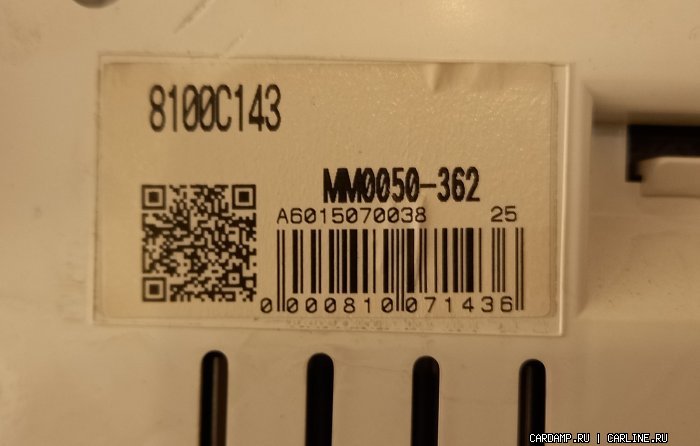 8100C143
MM0050-362
A6015070038 25
0 000810 071436
CARDAMP.RU | CARLINE.RU